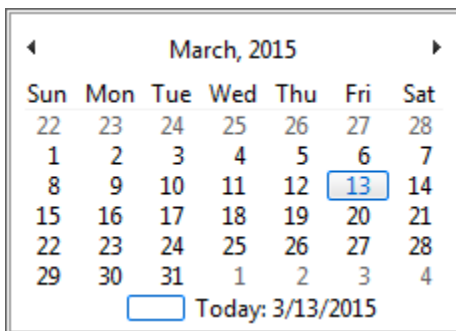 March, 2015
Sun Mon Tue Wed Thu Fri Sat
22 23 24 25 26 27 28
1 2 3 4 5 6 7
8 9 10 11 12 13 14
15 16 17 18 19 20 21
22 23 24 25 26 27 28
29 30 31 1 2 3 4
Today: 3/13/2015